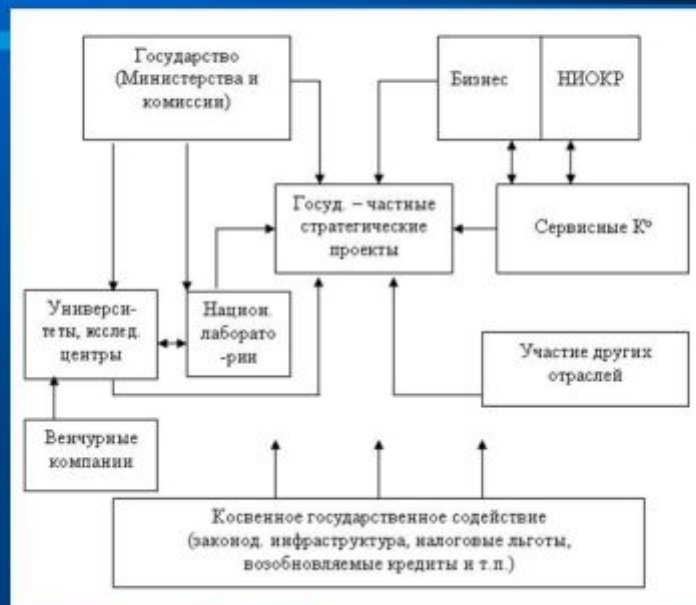 Государство
(Министерства и
комиссии)
Бизнес
НИОКР
Госуд. – частные
стратегические
проекты
Сервисные Кº
Универси-
теты, исслед.
центры
Национ.
лаборато
-рии
Участие других
отраслей
Венчурные
компании
Косвенное государственное содействие
(законод. инфраструктура, налоговые льготы,
возобновляемые кредиты и т.п.)